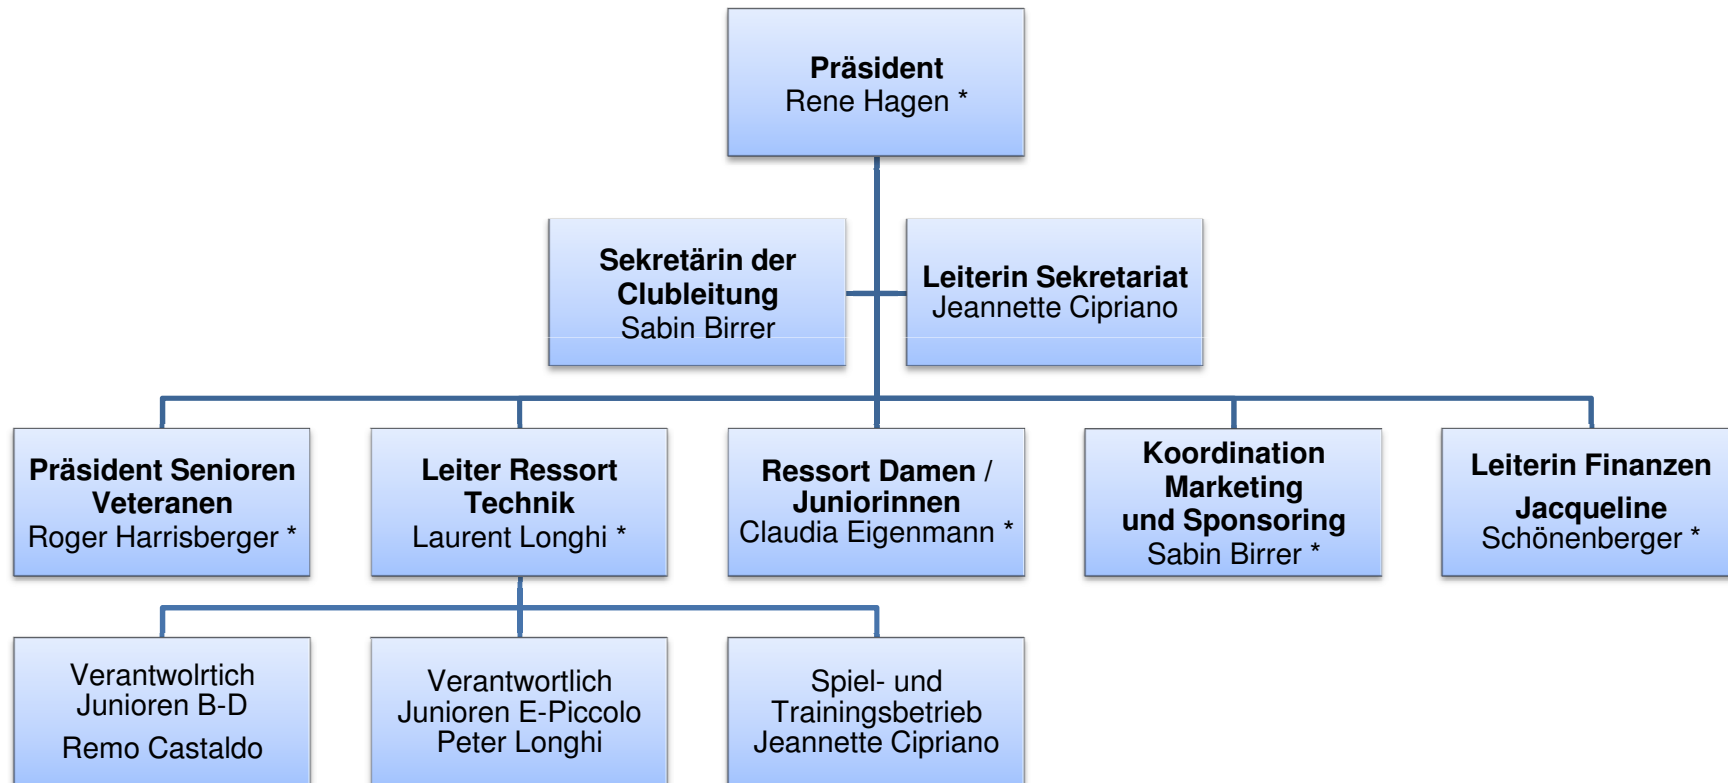 Präsident
Rene Hagen *
Sekretärin der
Clubleitung
Sabin Birrer
Leiterin Sekretariat
Jeannette Cipriano
Präsident Senioren
Veteranen
Roger Harrisberger *
Leiter Ressort
Technik
Laurent Longhi *
Ressort Damen /
Juniorinnen
Claudia Eigenmann *
Koordination
Marketing
und Sponsoring
Sabin Birrer *
Leiterin Finanzen
Jacqueline
Schönenberger *
Verantwolrtich
Junioren B-D
Remo Castaldo
Verantwortlich
Junioren E-Piccolo
Peter Longhi
Spiel- und
Trainingsbetrieb
Jeannette Cipriano